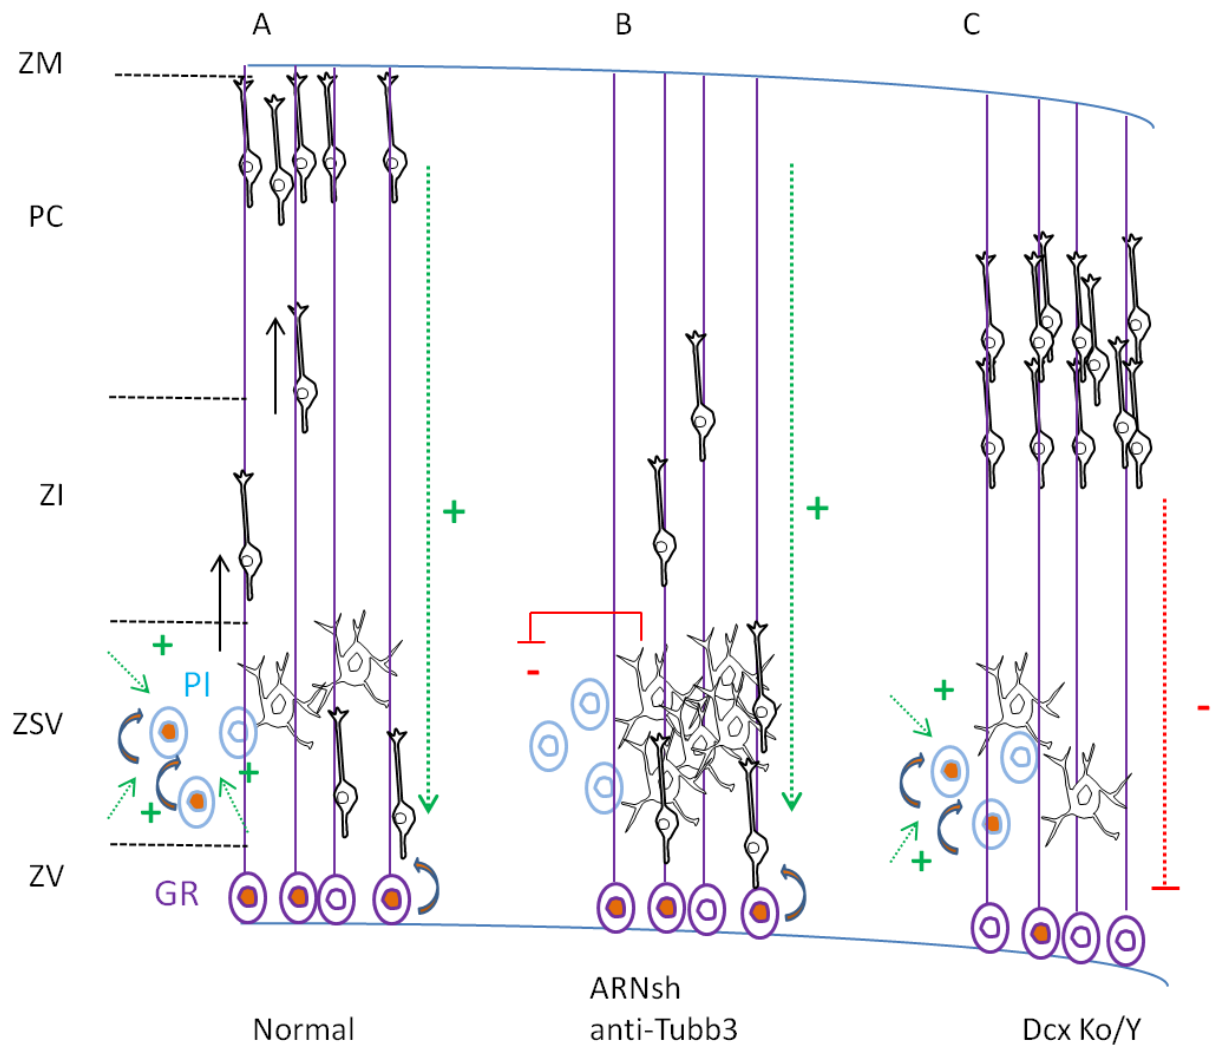 A B C
ZM
PC
ZI
+ +
+
PI
-
+
ZSV
-
+
+
+
ZV
GR
ARNsh
Normal anti-Tubb3 Dcx Ko/Y